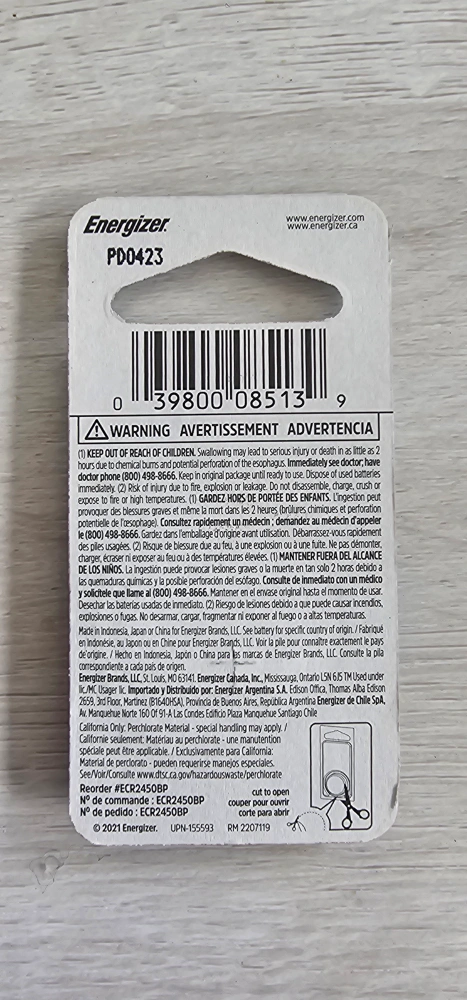 Energizer.
www.energizer.com
www.energizer.ca
PD0423
0 39800 08513 9
WARNING AVERTISSEMENT ADVERTENCIA
(1) KEEP OUT OF REACH OF CHILDREN. Swallowing may lead to serious injury or death in as little as 2
hours due to chemical burns and potential perforation of the esophagus. Immediately see doctor; have
doctor phone (800) 498-8666. Keep in original package until ready to use. Dispose of used batteries
immediately. (2) Risk of injury due to fire, explosion or leakage. Do not disassemble, charge, crush or
expose to fire or high temperatures. (1) GARDEZ HORS DE PORTÉE DES ENFANTS. L'ingestion peut
provoquer des blessures graves et même la mort dans les 2 heures (brûlures chimiques et perforation
potentielle de l'œsophage). Consultez rapidement un médecin ; demandez au médecin d'appeler
le (800) 498-8666. Gardez dans l'emballage d'origine avant utilisation. Débarrassez-vous rapidement
des piles usagées. (2) Risque de blessure due au feu, à une explosion ou à une fuite. Ne pas démonter,
charger, écraser ni exposer au feu ou à des températures élevées. (1) MANTENER FUERA DEL ALCANCE
DE LOS NIÑOS. La ingestión puede provocar lesiones graves o la muerte en tan solo 2 horas debido a
las quemaduras químicas y la posible perforación del esófago. Consulte de inmediato con un médico
y solicítele que llame al (800) 498-8666. Mantener en el envase original hasta el momento de usar.
Desechar las baterías usadas de inmediato. (2) Riesgo de lesiones debido a que puede causar incendios,
explosiones o fugas. No desarmar, cargar, fragmentar ni exponer al fuego o a altas temperaturas.
Made in Indonesia, Japan or China for Energizer Brands, LLC. See battery for specific country of origin. / Fabriqué
en Indonésie, au Japon ou en Chine pour Energizer Brands, LLC. Voir la pile pour connaître exactement le pays
de origine. / Hecho en Indonesia, Japón o China para las marcas de Energizer Brands, LLC. Consulte la pila
correspondiente a cada país de origen.
Energizer Brands, LLC, St. Louis, MO 63141. Energizer Canada, Inc., Mississauga, Ontario L5N 6J5 TM Used under
lic./MC Usager lic. Importado y Distribuido por: Energizer Argentina S.A. Edison Office, Thomas Alba Edison
2659, 3rd Floor, Martinez (B1640HSA), Provincia de Buenos Aires, República Argentina Energizer de Chile SpA,
Av. Manquehue Norte 160 Of 91-A Las Condes Edificio Plaza Manquehue Santiago Chile
California Only: Perchlorate Material - special handling may apply. /
Californie seulement: Matériau au perchlorate - une manutention
spéciale peut être applicable. / Exclusivamente para California:
Material de perclorato - pueden requerirse manejos especiales.
See/Voir/Consulte www.dtsc.ca.gov/hazardouswaste/perchlorate
Reorder #ECR2450BP
Nº de commande : ECR2450BP
Nº de pedido : ECR2450BP
cut to open
couper pour ouvrir
corte para abrir
© 2021 Energizer. UPN-155593 RM 2207119